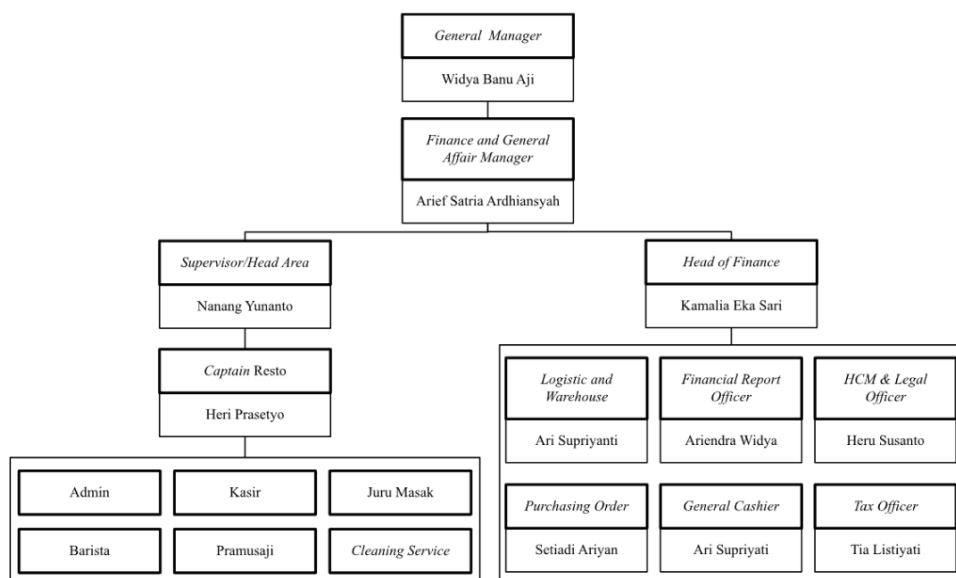 General Manager
Widya Banu Aji
Finance and General
Affair Manager
Arief Satria Ardhiansyah
Supervisor/Head Area
Nanang Yunanto
Head of Finance
Kamalia Eka Sari
Captain Resto
Heri Prasetyo
Admin
Kasir
Juru Masak
Barista
Pramusaji
Cleaning Service
Logistic and
Warehouse
Ari Supriyanti
Financial Report
Officer
Ariendra Widya
HCM & Legal
Officer
Heru Susanto
Purchasing Order
Setiadi Ariyan
General Cashier
Ari Supriyati
Tax Officer
Tia Listiyati